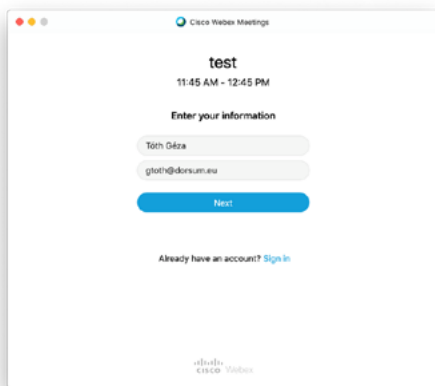 Cisco Webex Meetings
test
11:45 AM - 12:45 PM
Enter your information
Tóth Géza
gtoth@dorsum.eu
Next
Already have an account? Sign in
CISCO Webex